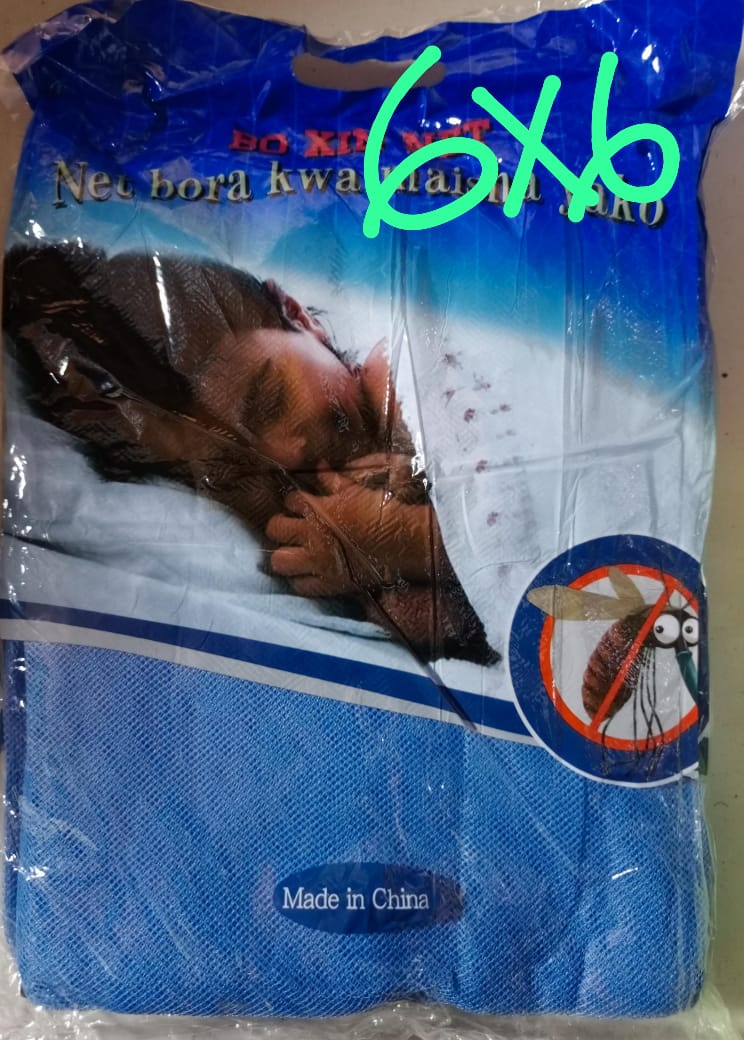 6x6
BO XIN NET
Net bora kwa maisha yako
Made in China